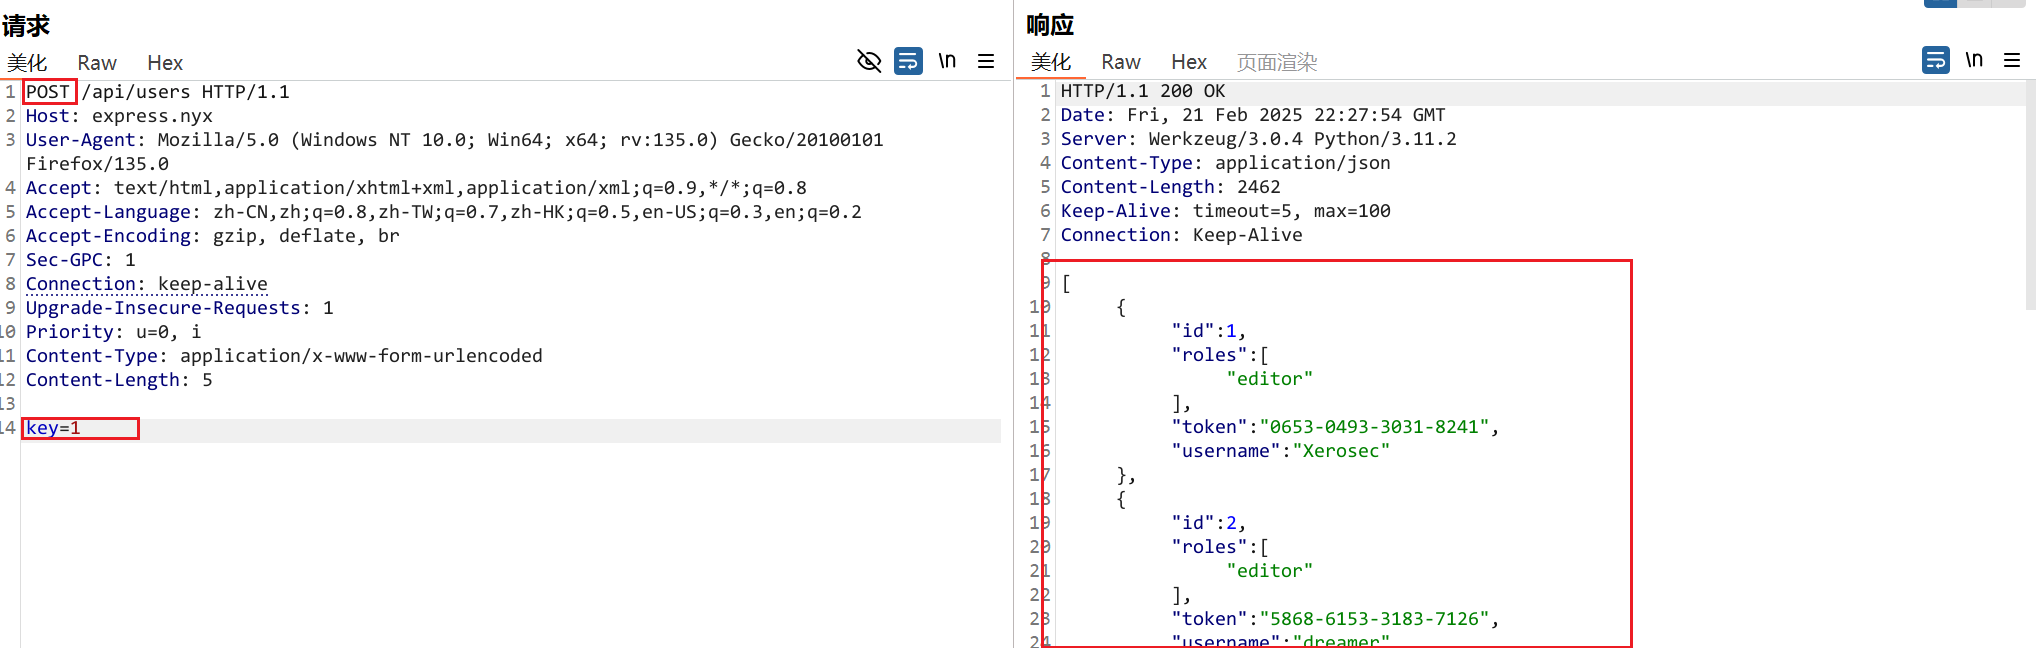 请求
美化 Raw Hex
\n
1 POST /api/users HTTP/1.1
2 Host: express.nyx
3 User-Agent: Mozilla/5.0 (Windows NT 10.0; Win64; x64; rv:135.0) Gecko/20100101
Firefox/135.0
4 Accept: text/html,application/xhtml+xml,application/xml;q=0.9,*/*;q=0.8
5 Accept-Language: zh-CN,zh;q=0.8,zh-TW;q=0.7,zh-HK;q=0.5,en-US;q=0.3,en;q=0.2
6 Accept-Encoding: gzip, deflate, br
7 Sec-GPC: 1
8 Connection: keep-alive
9 Upgrade-Insecure-Requests: 1
10 Priority: u=0, i
11 Content-Type: application/x-www-form-urlencoded
12 Content-Length: 5
13
14 key=1
响应
美化 Raw Hex 页面渲染
\n
1 HTTP/1.1 200 OK
2 Date: Fri, 21 Feb 2025 22:27:54 GMT
3 Server: Werkzeug/3.0.4 Python/3.11.2
4 Content-Type: application/json
5 Content-Length: 2462
6 Keep-Alive: timeout=5, max=100
7 Connection: Keep-Alive
8
9 [
10 {
11 "id":1,
12 "roles":[
13 "editor"
14 ],
15 "token":"0653-0493-3031-8241",
16 "username":"Xerosec"
17 },
18 {
19 "id":2,
20 "roles":[
21 "editor"
22 ],
23 "token":"5868-6153-3183-7126",
24 "username":"dreamer"